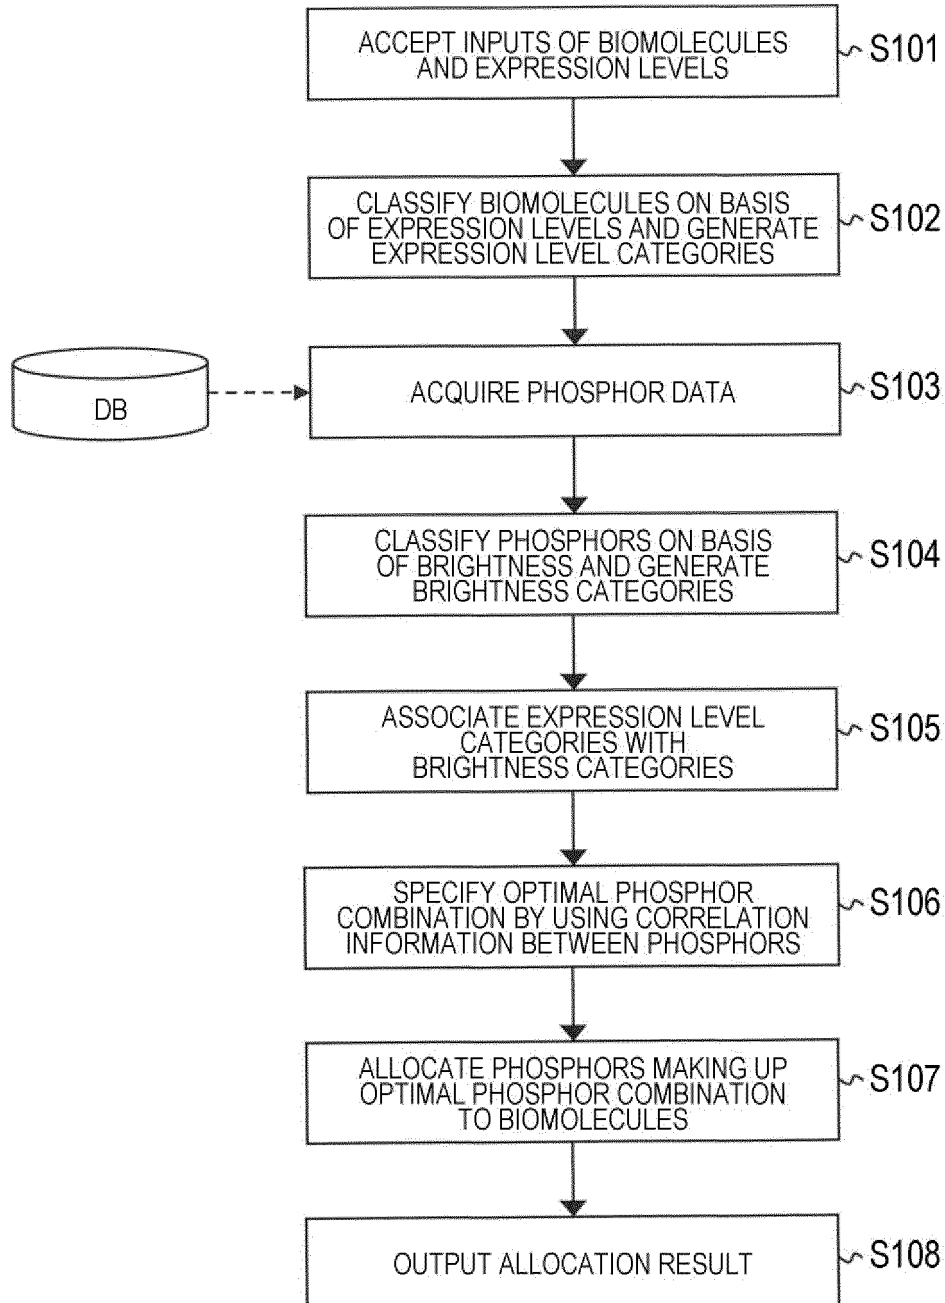 ACCEPT INPUTS OF BIOMOLECULES
AND EXPRESSION LEVELS
S101
CLASSIFY BIOMOLECULES ON BASIS
OF EXPRESSION LEVELS AND GENERATE
EXPRESSION LEVEL CATEGORIES
S102
DB
ACQUIRE PHOSPHOR DATA
S103
CLASSIFY PHOSPHORS ON BASIS
OF BRIGHTNESS AND GENERATE
BRIGHTNESS CATEGORIES
S104
ASSOCIATE EXPRESSION LEVEL
CATEGORIES WITH
BRIGHTNESS CATEGORIES
S105
SPECIFY OPTIMAL PHOSPHOR
COMBINATION BY USING CORRELATION
INFORMATION BETWEEN PHOSPHORS
S106
ALLOCATE PHOSPHORS MAKING UP
OPTIMAL PHOSPHOR COMBINATION
TO BIOMOLECULES
S107
OUTPUT ALLOCATION RESULT
S108